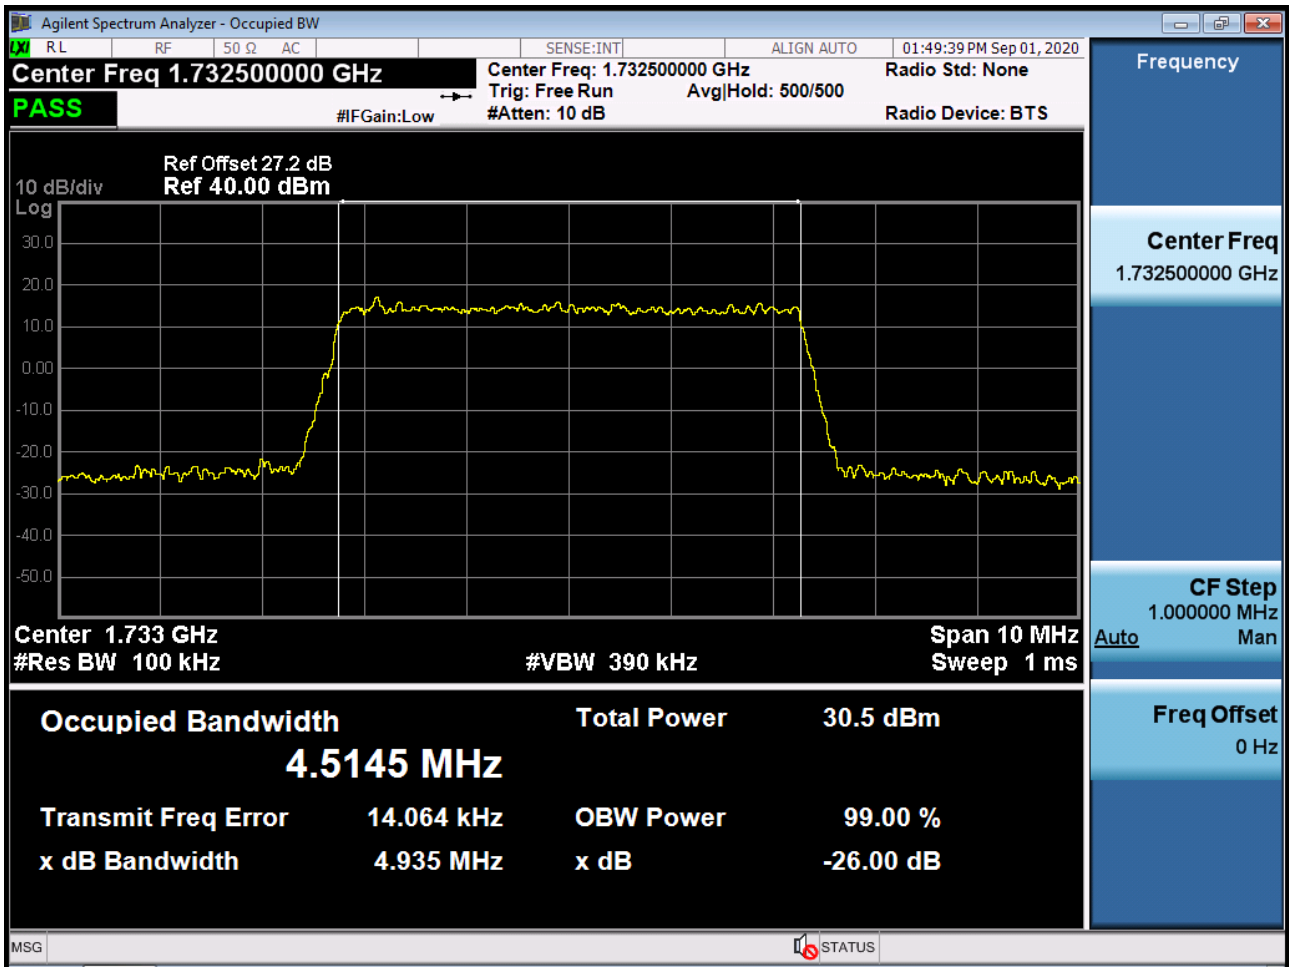 Agilent Spectrum Analyzer - Occupied BW
LXI RL RF 50 Ω AC SENSE:INT ALIGN AUTO 01:49:39 PM Sep 01, 2020
Center Freq 1.732500000 GHz
Center Freq: 1.732500000 GHz
Radio Std: None
Trig: Free Run Avg|Hold: 500/500
PASS
#IFGain:Low
#Atten: 10 dB
Radio Device: BTS
Ref Offset 27.2 dB
10 dB/div Ref 40.00 dBm
Log
30.0
20.0
10.0
0.00
-10.0
-20.0
-30.0
-40.0
-50.0
Center 1.733 GHz Span 10 MHz
#Res BW 100 kHz #VBW 390 kHz Sweep 1 ms
Occupied Bandwidth Total Power 30.5 dBm
4.5145 MHz
Transmit Freq Error 14.064 kHz OBW Power 99.00 %
x dB Bandwidth 4.935 MHz x dB -26.00 dB
MSG STATUS
Frequency
Center Freq
1.732500000 GHz
CF Step
1.000000 MHz
Auto Man
Freq Offset
0 Hz